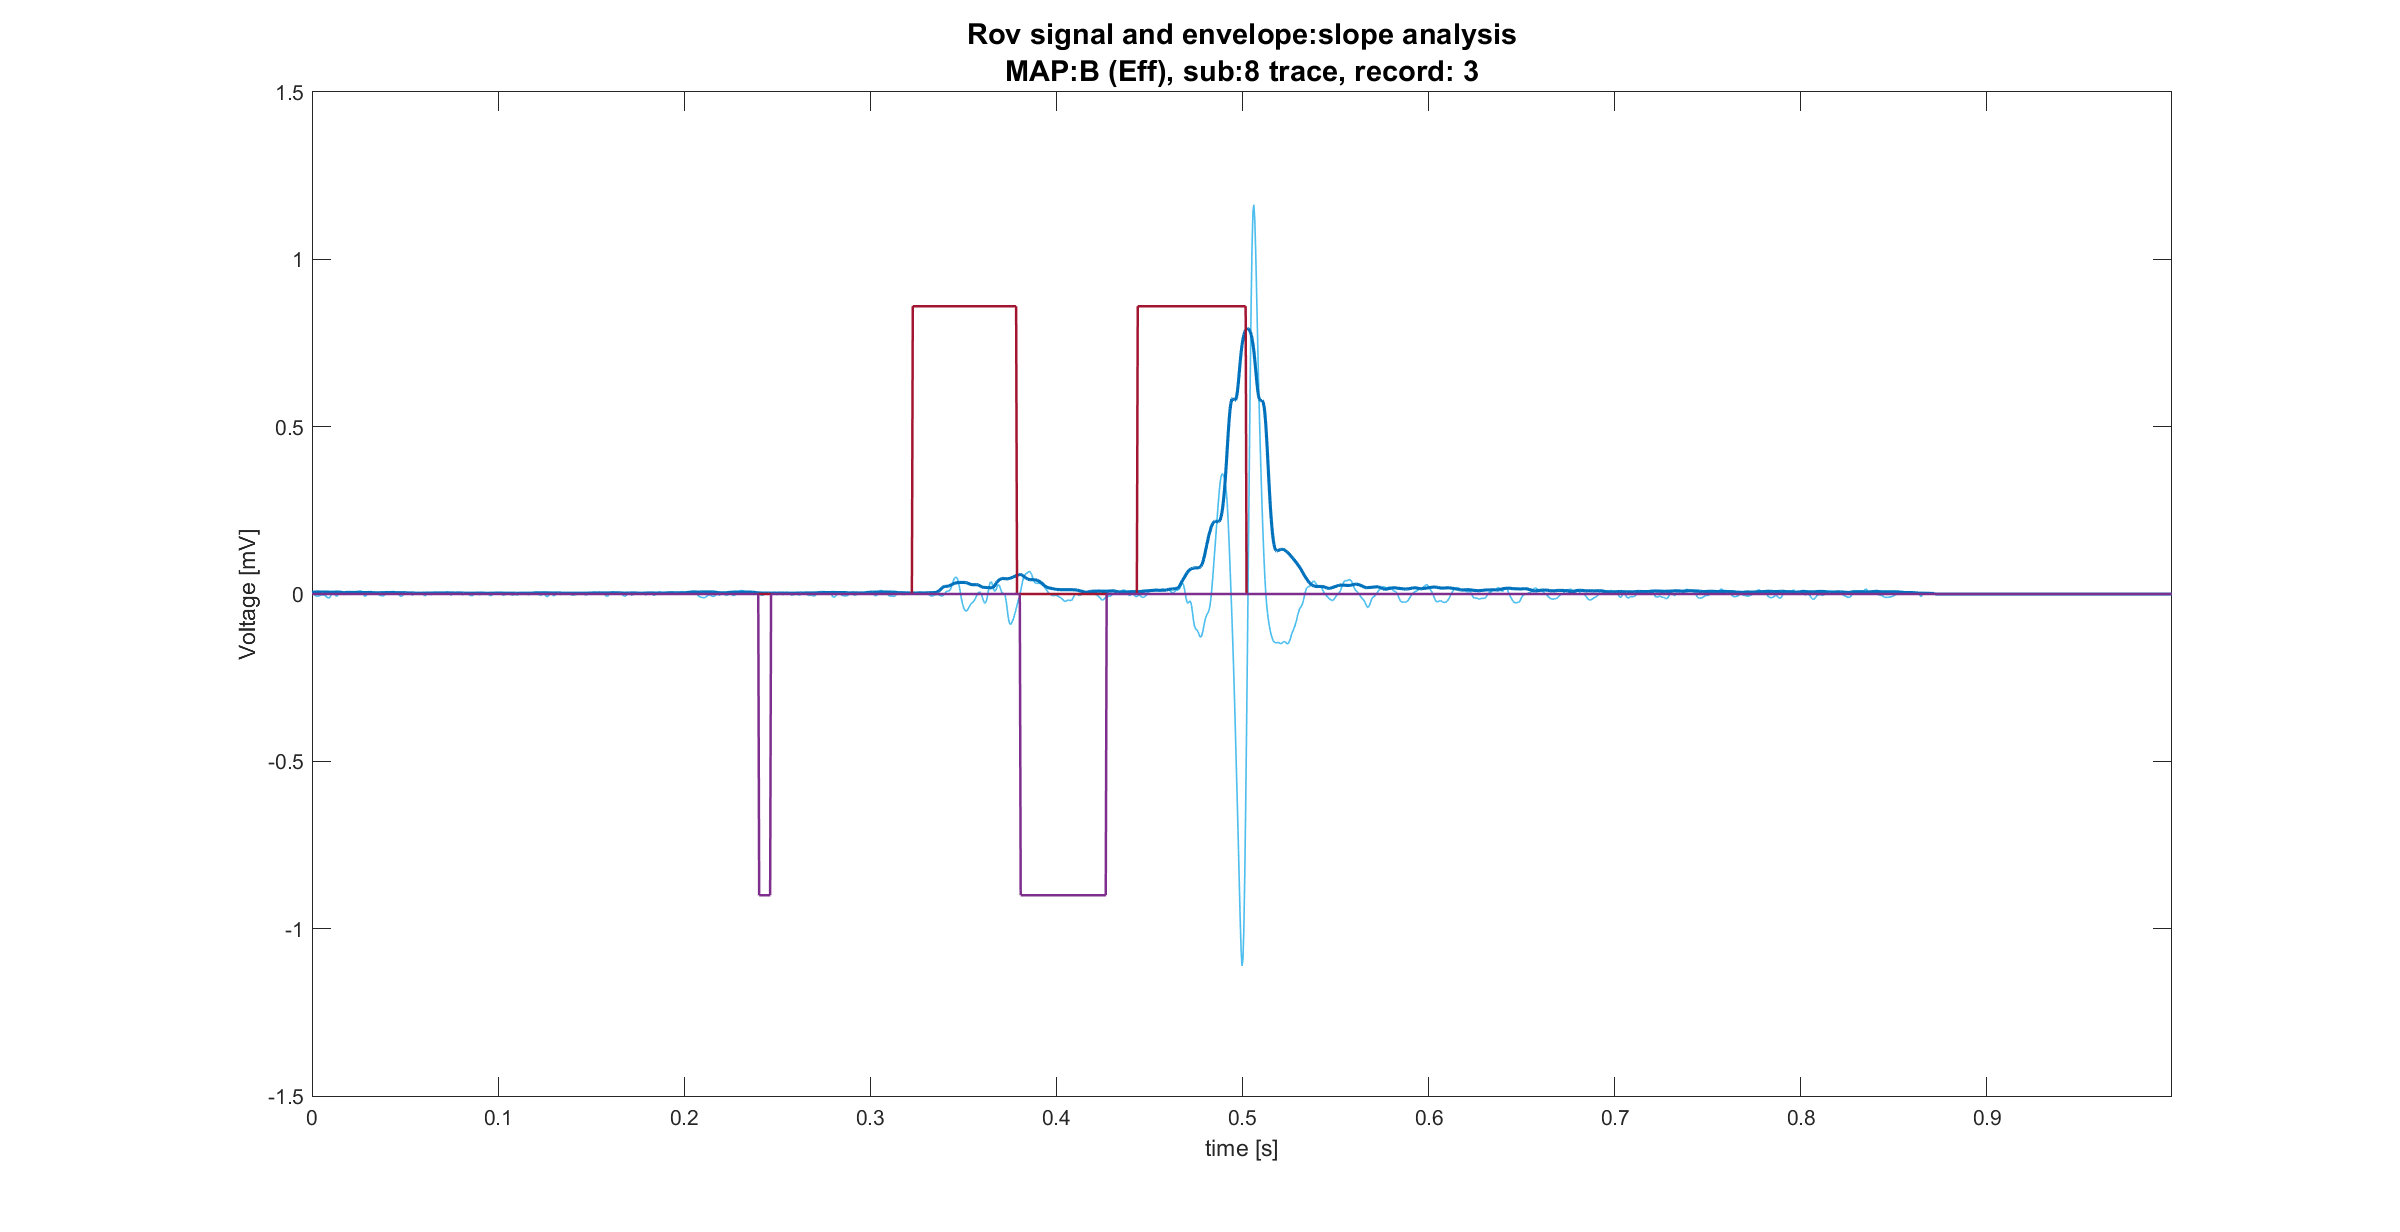 Rov signal and envelope:slope analysis
MAP:B (Eff), sub:8 trace, record: 3
1.5
1
0.5
0
-0.5
-1
-1.5
Voltage [mV]
0 0.1 0.2 0.3 0.4 0.5 0.6 0.7 0.8 0.9
time [s]